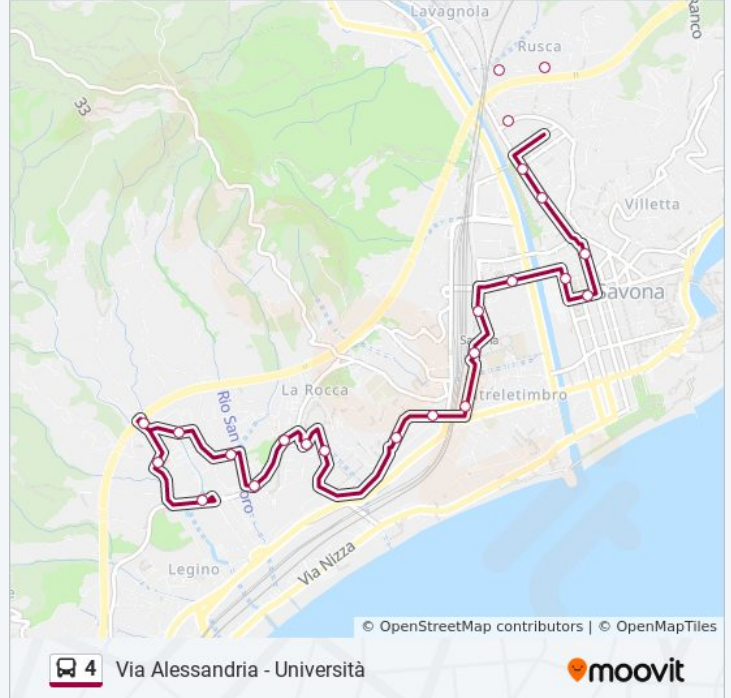 Lavagnola
Rusca
33
Villetta
Savona
La Rocca
Rio San
Legino
Via Nizza
© OpenStreetMap contributors | © OpenMapTiles
4 Via Alessandria - Università
moovit